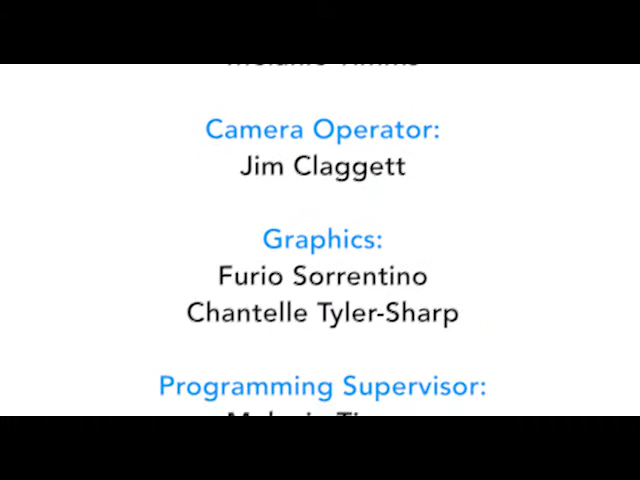 Camera Operator:
Jim Claggett
Graphics:
Furio Sorrentino
Chantelle Tyler-Sharp
Programming Supervisor: